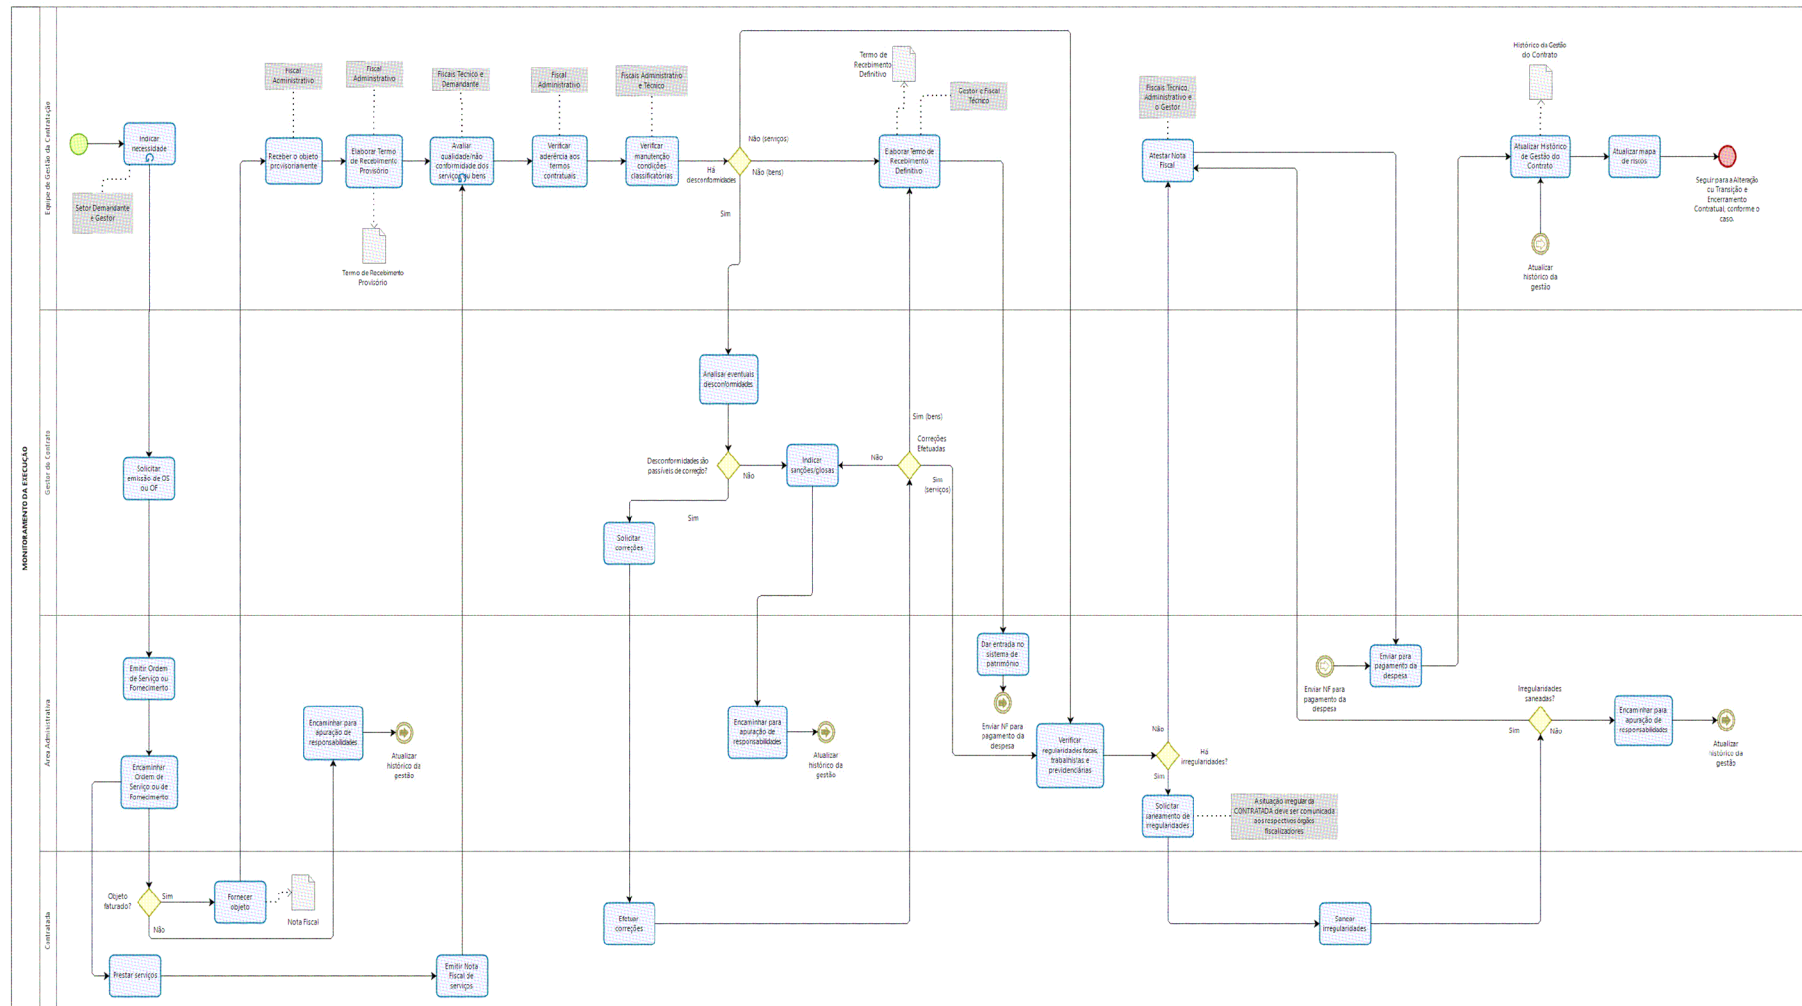 MONITORAMENTO DA EXECUÇÃO
Equipe de Gestão da Contratação
Indicar
necessidade
Setor Demandante
e Gestor
Fiscal
Administrativo
Receber o objeto
provisoriamente
Fiscal
Administrativo
Elaborar Termo
de Recebimento
Provisório
Termo de Recebimento
Provisório
Fiscais Técnico e
Demandante
Avaliar
qualidade/não
conformidade dos
serviços ou bens
Fiscal
Administrativo
Verificar
aderência aos
termos
contratuais
Fiscais Administrativo
e Técnico
Verificar
manutenção
condições
classificatórias
Há
desconformidades
Não (serviços)
Não (bens)
Sim
Termo de
Recebimento
Definitivo
Gestor e Fiscal
Técnico
Elaborar Termo de
Recebimento
Definitivo
Fiscais Técnico,
Administrativo e
o Gestor
Atestar Nota
Fiscal
Histórico da Gestão
do Contrato
Atualizar Histórico
de Gestão do
Contrato
Atualizar
histórico da
gestão
Atualizar mapa
de riscos
Seguir para a Alteração
ou Transição e
Encerramento
Contratual, conforme o
caso.
Gestor do Contrato
Solicitar
emissão de OS
ou OF
Analisar eventuais
desconformidades
Desconformidades são
passíveis de correção?
Não
Sim
Indicar
sanções/glosas
Solicitar
correções
Não
Correções
Efetuadas
Sim (bens)
Sim
(serviços)
Área Administrativa
Emitir Ordem
de Serviço ou
Fornecimento
Encaminhar
Ordem de
Serviço ou de
Fornecimento
Encaminhar para
apuração de
responsabilidades
Atualizar
histórico da
gestão
Encaminhar para
apuração de
responsabilidades
Atualizar
histórico da
gestão
Dar entrada no
sistema de
patrimônio
Enviar NF para
pagamento da
despesa
Verificar
regularidades fiscais,
trabalhistas e
previdenciárias
Não
Há
irregularidades?
Sim
Solicitar
saneamento de
irregularidades
A situação irregular da
CONTRATADA deve ser comunicada
aos respectivos órgãos
fiscalizadores
Enviar NF para
pagamento da
despesa
Enviar para
pagamento da
despesa
Irregularidades
saneadas?
Sim
Não
Encaminhar para
apuração de
responsabilidades
Atualizar
histórico da
gestão
Contratada
Objeto
faturado?
Sim
Não
Fornecer
objeto
Nota Fiscal
Prestar serviços
Emitir Nota
Fiscal de
serviços
Efetuar
correções
Sanear
irregularidades